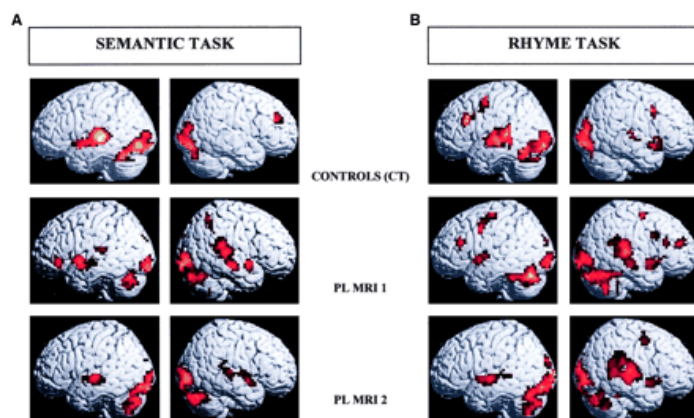 A
SEMANTIC TASK
B
RHYME TASK
CONTROLS (CT)
PL MRI 1
PL MRI 2